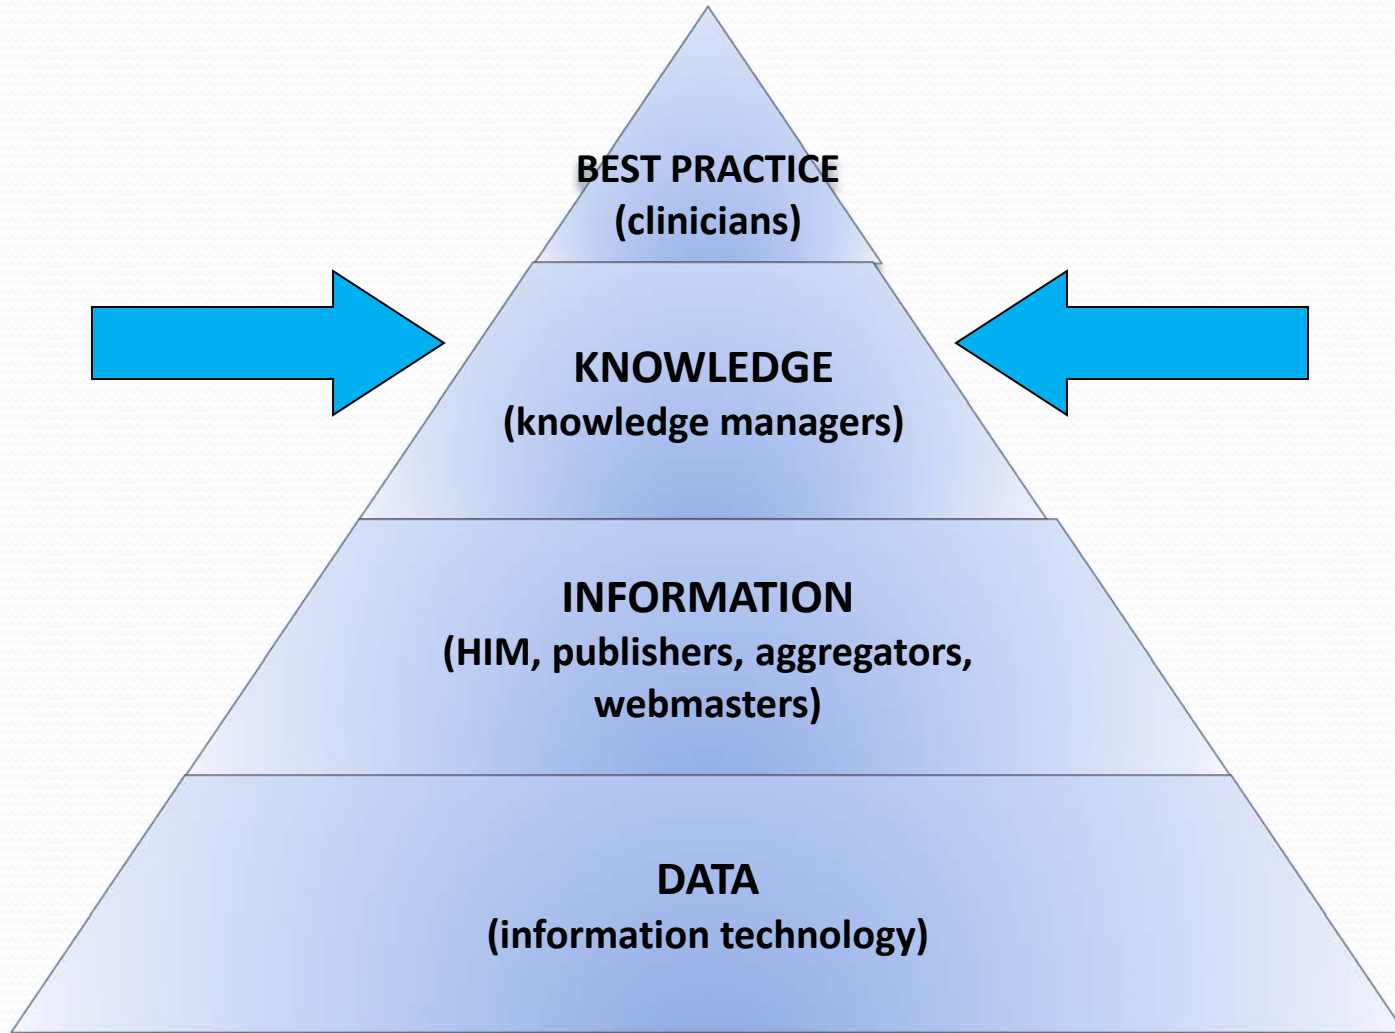 BEST PRACTICE
(clinicians)
KNOWLEDGE
(knowledge managers)
INFORMATION
(HIM, publishers, aggregators,
webmasters)
DATA
(information technology)